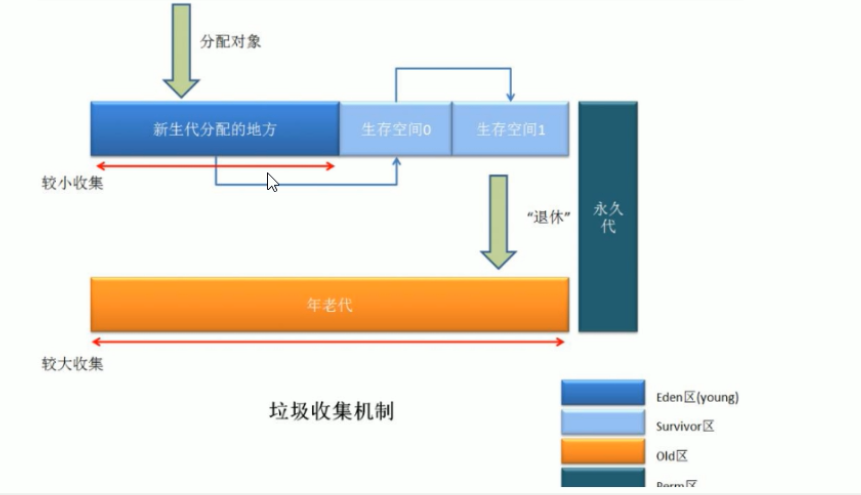 分配对象
新生代分配的地方
生存空间0
生存空间1
较小收集
“退休”
永久
代
年老代
较大收集
垃圾收集机制
Eden区(young)
Survivor区
Old区
Perm区